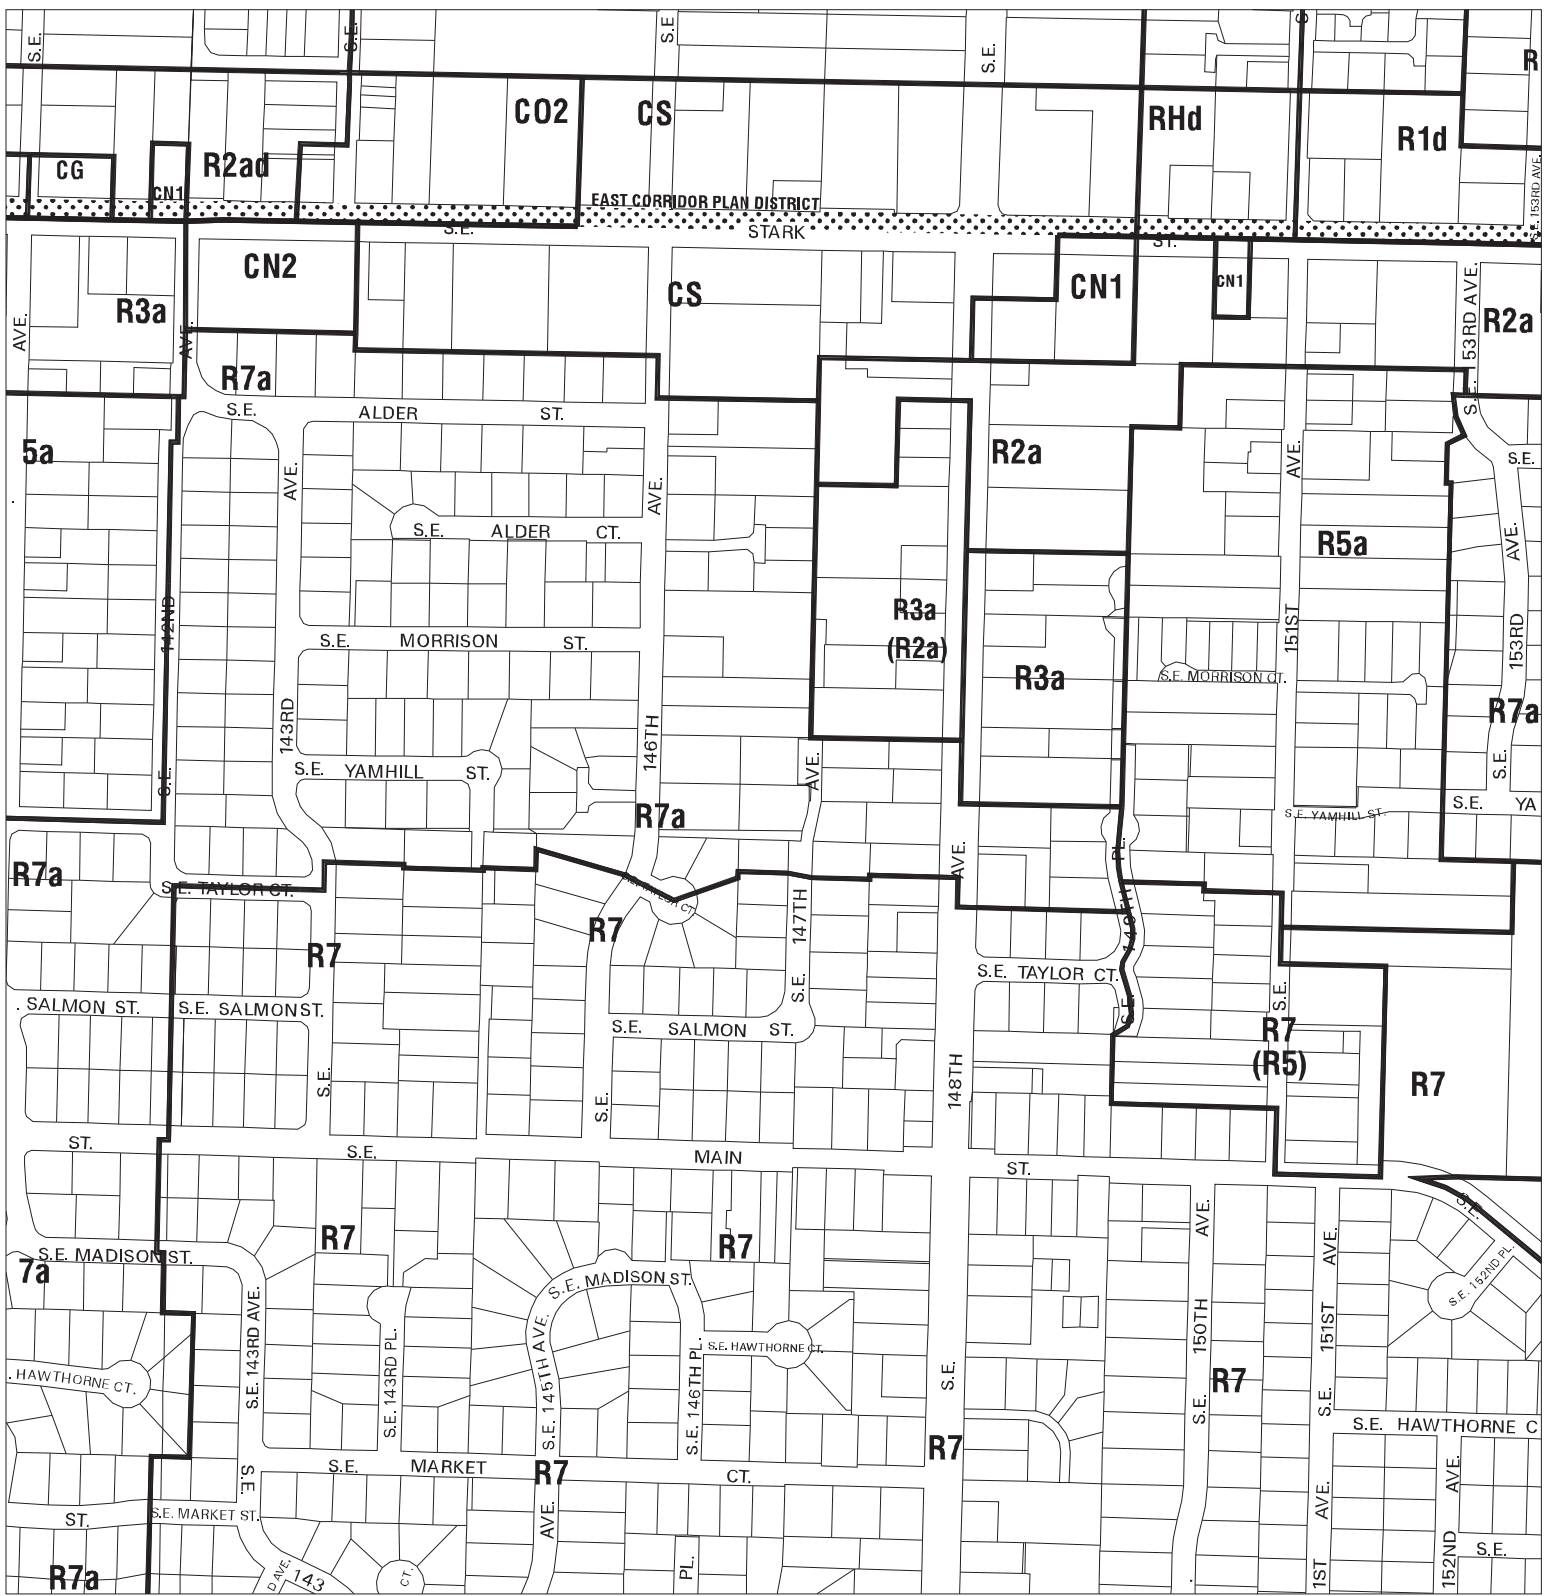 S.E.
S.E.
S.E.
S.E.
R
CO2
CS
RHd
R1d
CG
CN1
R2ad
EAST CORRIDOR PLAN DISTRICT
S.E. 153RD AVE.
S.E.
STARK
ST.
CN2
CS
CN1
CN1
R3a
R2a
AVE.
AVE.
S.E. 153RD AVE.
R7a
S.E.
ALDER
ST.
5a
AVE.
AVE.
R2a
AVE.
S.E.
S.E.
ALDER
CT.
R5a
AVE.
142ND
R3a
(R2a)
151ST
153RD
S.E.
MORRISON
ST.
R3a
S.E. MORRISON CT.
R7a
143RD
146TH
S.E.
YAMHILL
ST.
AVE.
S.E.
S.E.
R7a
S.E. YAMHILL ST.
S.E.
YA
R7a
S.E. TAYLOR CT.
S.E. TAYLOR CT.
AVE.
PL.
149TH
R7
147TH
R7
S.E. TAYLOR CT.
S.E.
S.E.
S.E.
. SALMON ST.
S.E. SALMON ST.
S.E.
SALMON
ST.
R7
(R5)
R7
S.E.
S.E.
148TH
ST.
S.E.
MAIN
ST.
S.E.
AVE.
AVE.
R7
R7
S.E. MADISON ST.
7a
S.E. MADISON ST.
S.E. 152ND PL.
S.E. 143RD AVE.
S.E. 143RD PL.
S.E. 145TH AVE.
S.E. 146TH PL.
S.E. HAWTHORNE CT.
150TH
151ST
. HAWTHORNE CT.
S.E.
S.E.
S.E.
R7
S.E. HAWTHORNE C
R7
S.E.
S.E.
MARKET
CT.
R7
AVE.
AVE.
ST.
S.E. MARKET ST.
AVE.
S.E.
R7a
D AVE.
143
CT.
PL.
1ST
152ND